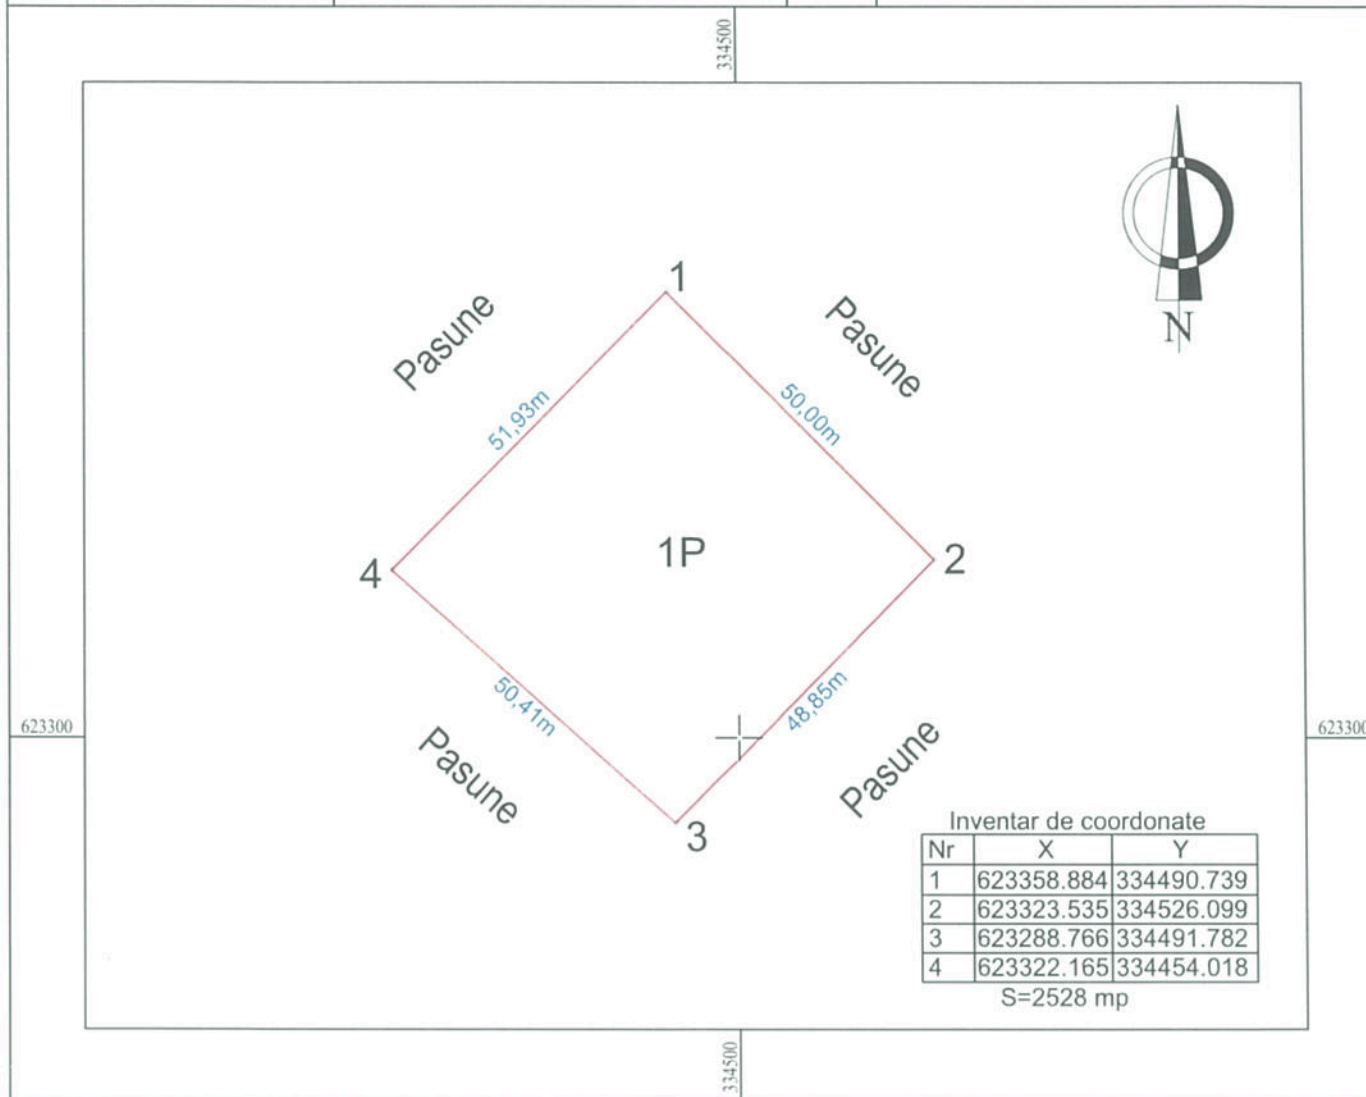 334500
N
1
Pasune
Pasune
51,93m
50,00m
1P
4
2
50,41m
48,85m
623300
623300
Pasune
Pasune
3
Inventar de coordonate
Nr X Y
1 623358.884 334490.739
2 623323.535 334526.099
3 623288.766 334491.782
4 623322.165 334454.018
S=2528 mp
334500